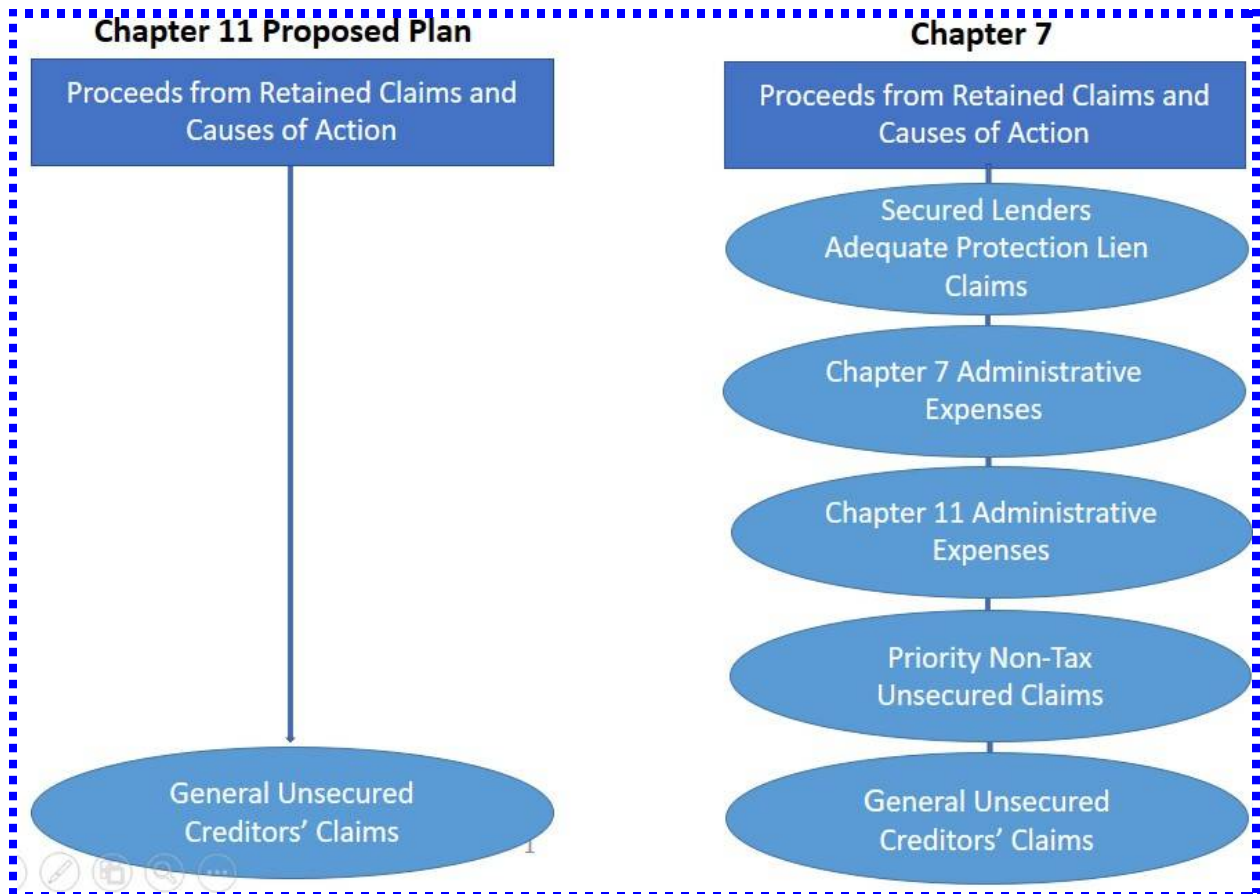 Chapter 11 Proposed Plan
Proceeds from Retained Claims and
Causes of Action
General Unsecured
Creditors’ Claims
1
Chapter 7
Proceeds from Retained Claims and
Causes of Action
Secured Lenders
Adequate Protection Lien
Claims
Chapter 7 Administrative
Expenses
Chapter 11 Administrative
Expenses
Priority Non-Tax
Unsecured Claims
General Unsecured
Creditors’ Claims